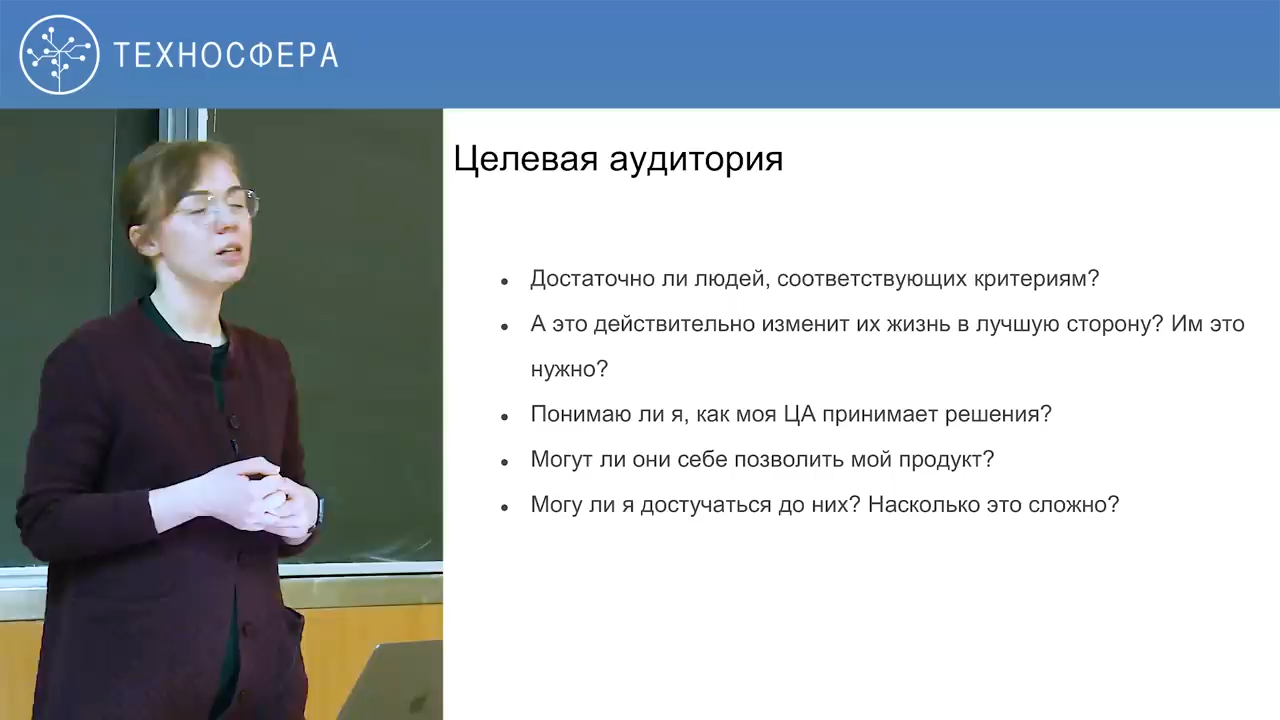 ТЕХНОСФЕРА
Целевая аудитория
Достаточно ли людей, соответствующих критериям?
А это действительно изменит их жизнь в лучшую сторону? Им это
нужно?
Понимаю ли я, как моя ЦА принимает решения?
Могут ли они себе позволить мой продукт?
Могу ли я достучаться до них? Насколько это сложно?